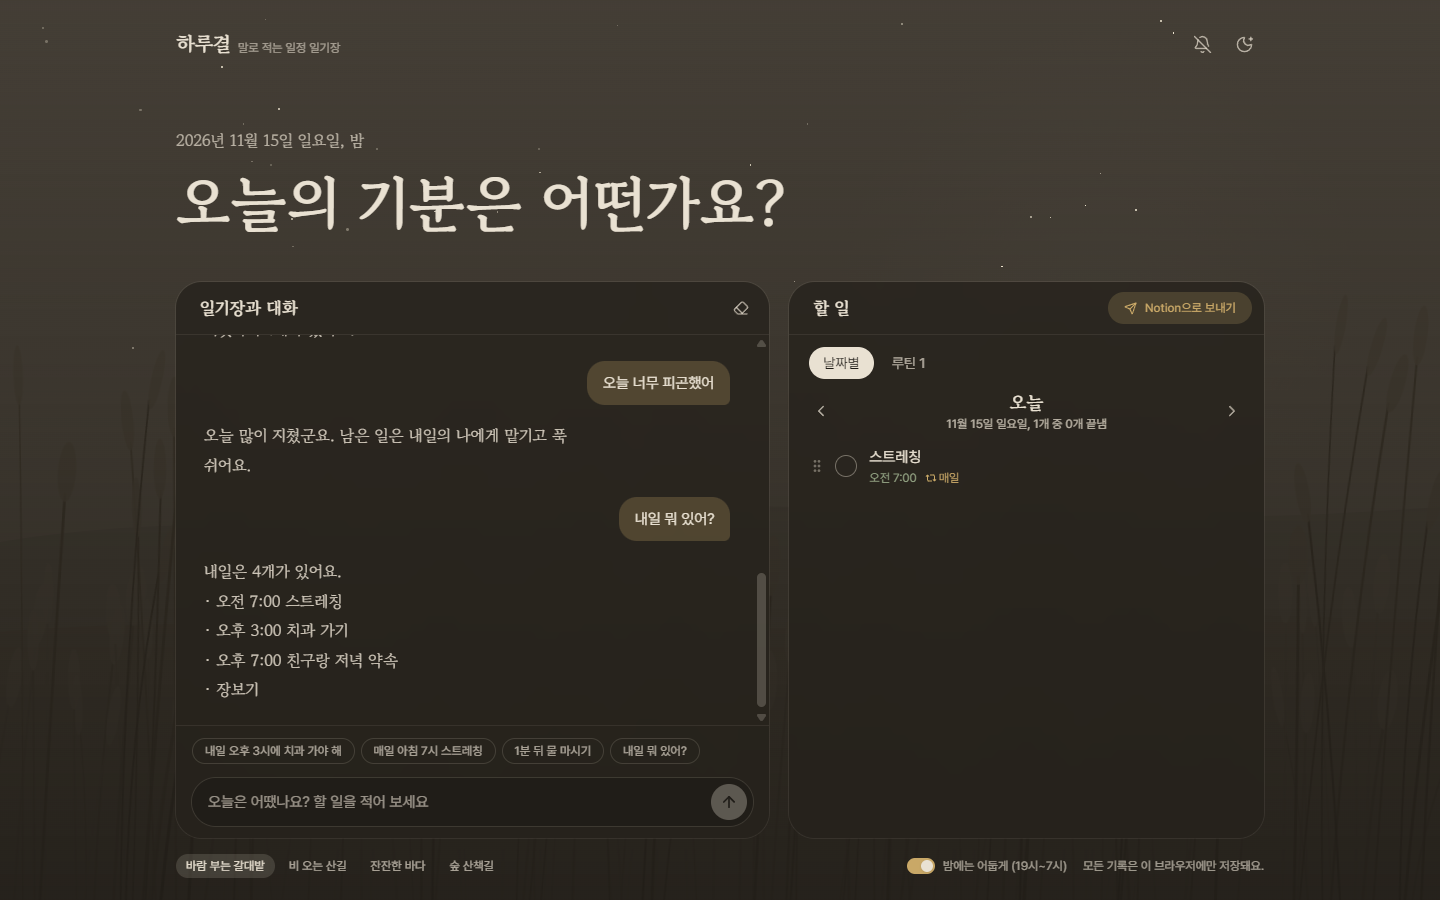 하루결 말로 적는 일정 일기장
2026년 11월 15일 일요일, 밤
오늘의 기분은 어떤가요?
일기장과 대화
오늘 너무 피곤했어
오늘 많이 지쳤군요. 남은 일은 내일의 나에게 맡기고 푹
쉬어요.
내일 뭐 있어?
내일은 4개가 있어요.
· 오전 7:00 스트레칭
· 오후 3:00 치과 가기
· 오후 7:00 친구랑 저녁 약속
· 장보기
내일 오후 3시에 치과 가야 해
매일 아침 7시 스트레칭
1분 뒤 물 마시기
내일 뭐 있어?
오늘은 어땠나요? 할 일을 적어 보세요
할 일
Notion으로 보내기
날짜별
루틴 1
오늘
11월 15일 일요일, 1개 중 0개 끝냄
스트레칭
오전 7:00 매일
바람 부는 갈대밭
비 오는 산길
잔잔한 바다
숲 산책길
밤에는 어둡게 (19시~7시)
모든 기록은 이 브라우저에만 저장돼요.